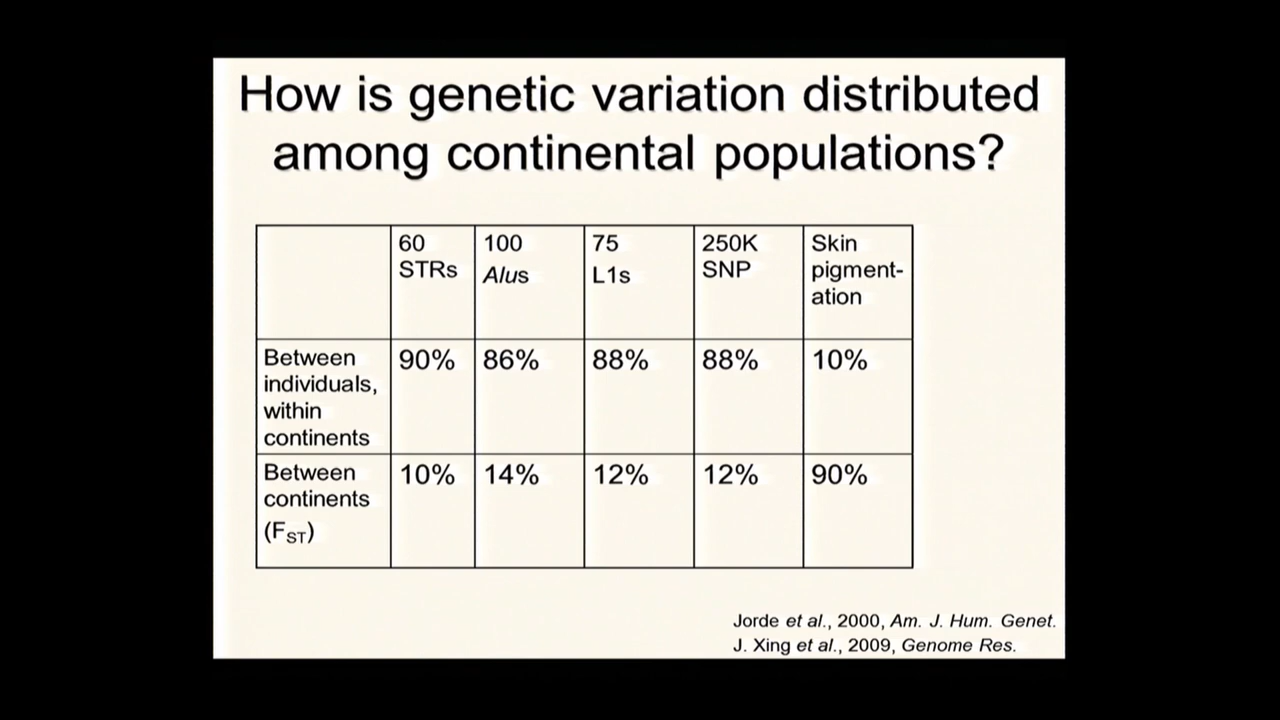 How is genetic variation distributed
among continental populations?
60 STRs
100 Alus
75 L1s
250K SNP
Skin pigment-
ation
Between
individuals,
within
continents
90%
86%
88%
88%
10%
Between
continents
(FST)
10%
14%
12%
12%
90%
Jorde et al., 2000, Am. J. Hum. Genet.
J. Xing et al., 2009, Genome Res.